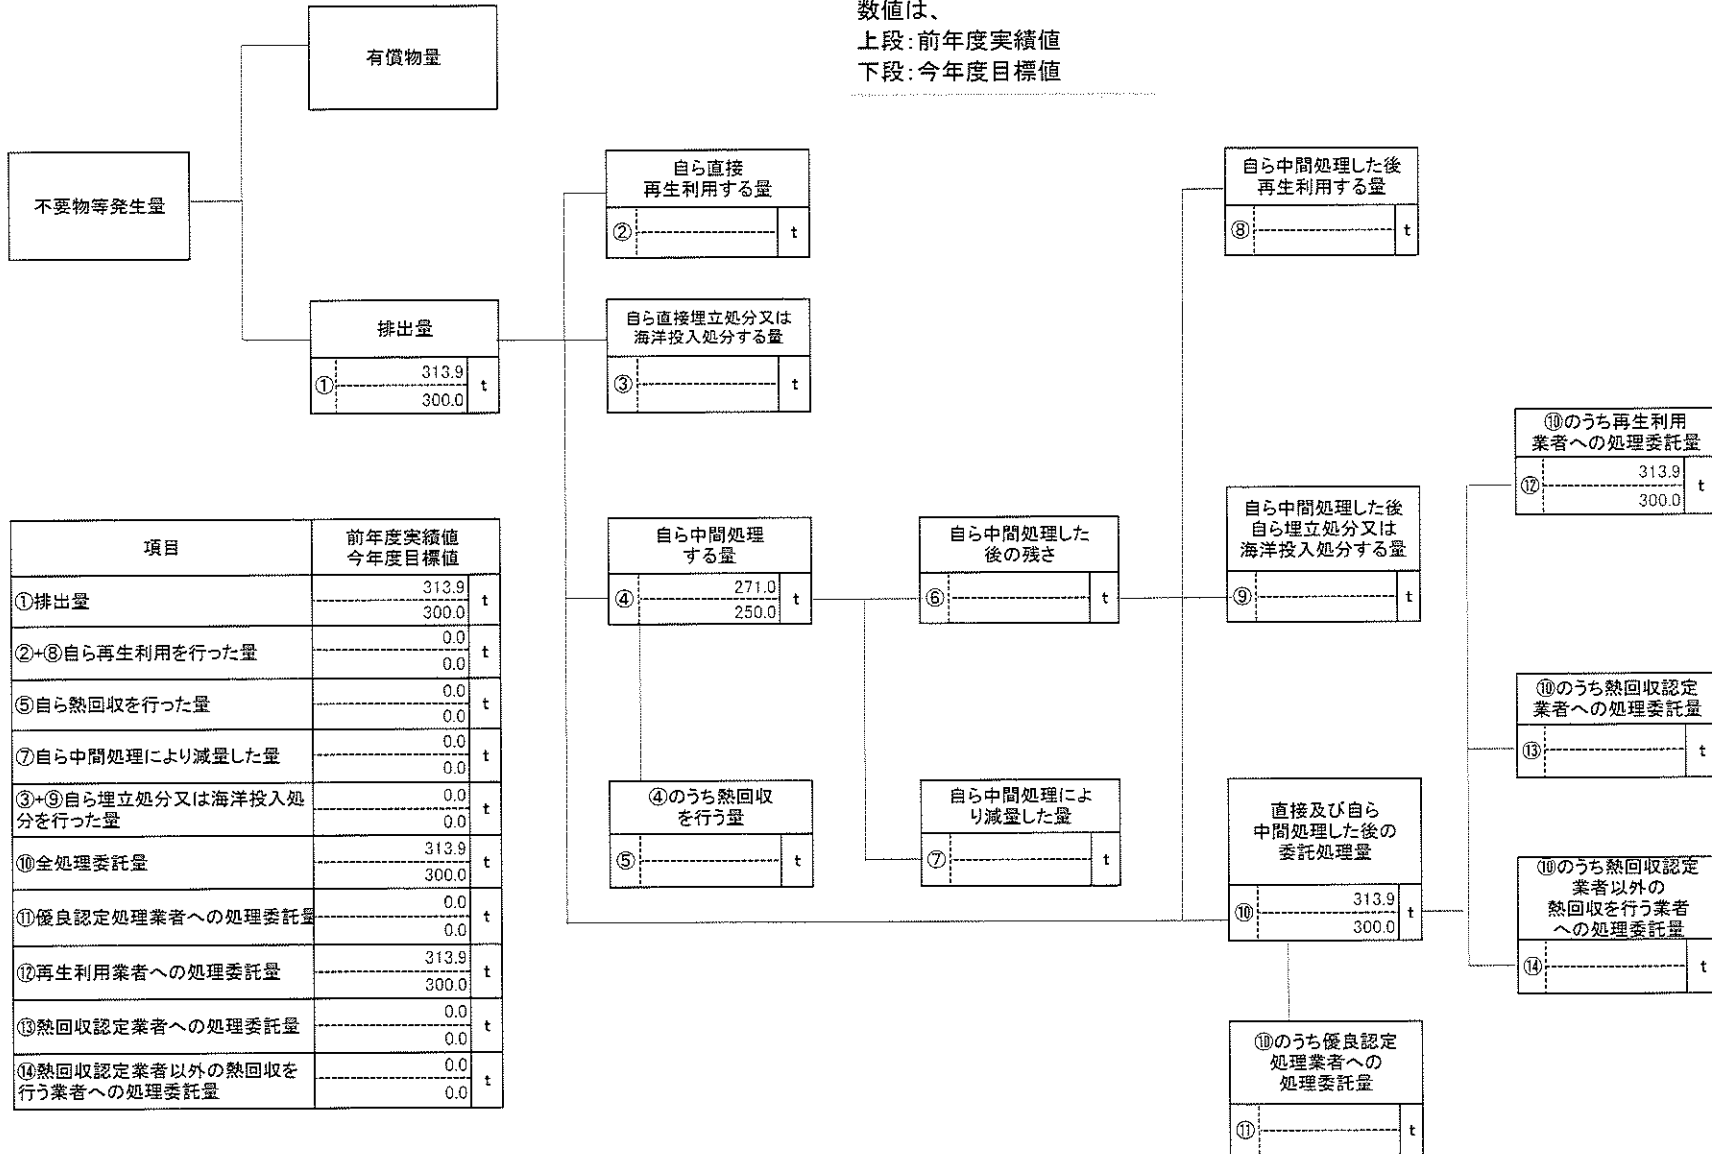 数値は、
上段:前年度実績値
下段:今年度目標値
有償物量
不要物等発生量
排出量
① 313.9 t
300.0
自ら直接
再生利用する量
② t
自ら直接埋立処分又は
海洋投入処分する量
③ t
自ら中間処理
する量
④ 271.0 t
250.0
④のうち熱回収
を行う量
⑤ t
自ら中間処理した
後の残さ
⑥ t
自ら中間処理によ
り減量した量
⑦ t
自ら中間処理した後
再生利用する量
⑧ t
自ら中間処理した後
自ら埋立処分又は
海洋投入処分する量
⑨ t
直接及び自ら
中間処理した後の
委託処理量
⑩ 313.9 t
300.0
⑩のうち優良認定
処理業者への
処理委託量
⑪ t
⑩のうち再生利用
業者への処理委託量
⑫ 313.9 t
300.0
⑩のうち熱回収認定
業者への処理委託量
⑬ t
⑩のうち熱回収認定
業者以外の
熱回収を行う業者
への処理委託量
⑭ t
項目 前年度実績値
今年度目標値
①排出量 313.9 t
300.0
②+⑧自ら再生利用を行った量 0.0 t
0.0
⑤自ら熱回収を行った量 0.0 t
0.0
⑦自ら中間処理により減量した量 0.0 t
0.0
③+⑨自ら埋立処分又は海洋投入処 0.0 t
分を行った量 0.0
⑩全処理委託量 313.9 t
300.0
⑪優良認定処理業者への処理委託量 0.0 t
0.0
⑫再生利用業者への処理委託量 313.9 t
300.0
⑬熱回収認定業者への処理委託量 0.0 t
0.0
⑭熱回収認定業者以外の熱回収を 0.0 t
行う業者への処理委託量 0.0